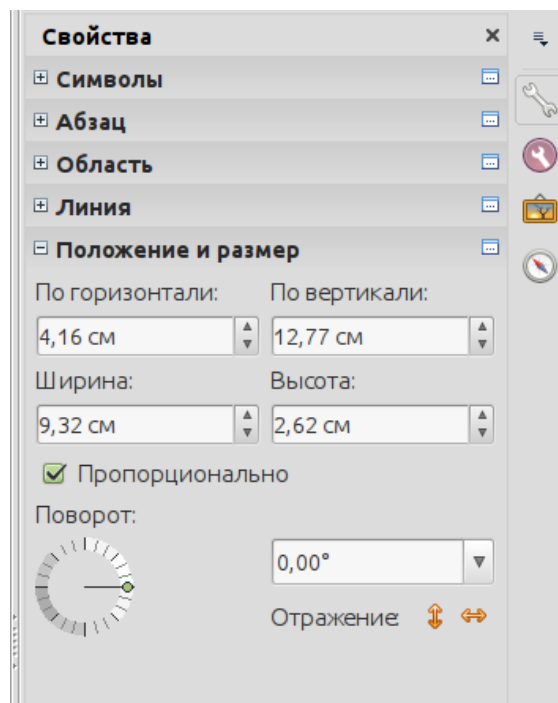 Свойства
Символы
Абзац
Область
Линия
Положение и размер
По горизонтали: По вертикали:
4,16 см 12,77 см
Ширина: Высота:
9,32 см 2,62 см
Пропорционально
Поворот:
0,00°
Отражение